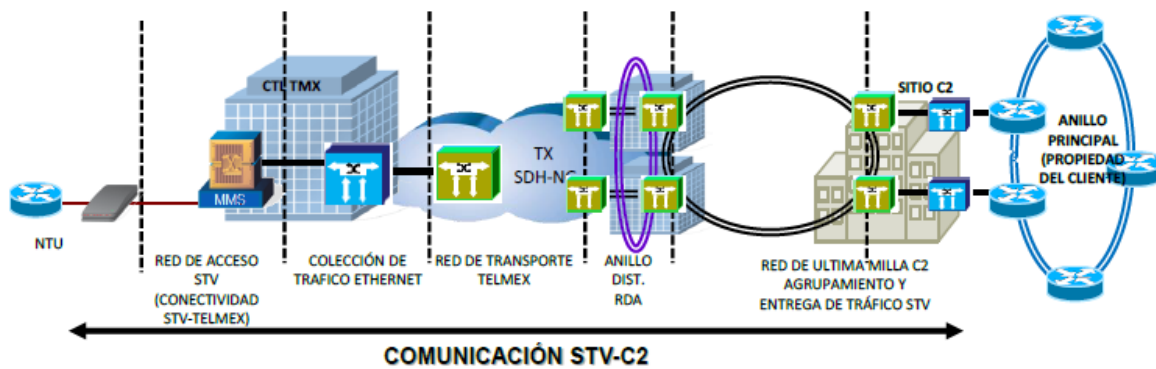 CTL TMX
SITIO C2
ANILLO
PRINCIPAL
(PROPIEDAD
DEL CLIENTE)
TX
SDH-NG
MMS
NTU
RED DE ACCESO
STV
(CONECTIVIDAD
STV-TELMEX)
COLECCIÓN DE
TRAFICO ETHERNET
RED DE TRANSPORTE
TELMEX
ANILLO
DIST.
RDA
RED DE ULTIMA MILLA C2
AGRUPAMIENTO Y
ENTREGA DE TRÁFICO STV
COMUNICACIÓN STV-C2